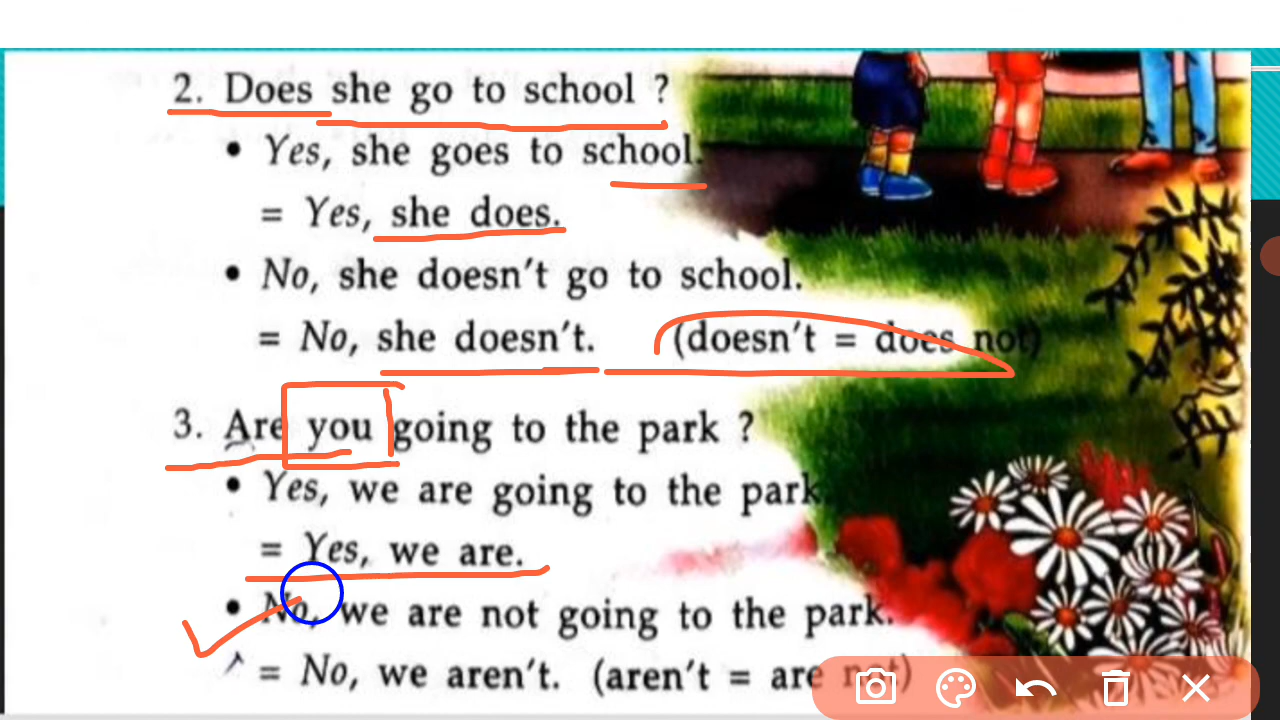 2. Does she go to school ?
• Yes, she goes to school.
= Yes, she does.
• No, she doesn't go to school.
= No, she doesn't. (doesn't = does not)
3. Are you going to the park ?
• Yes, we are going to the park.
= Yes, we are.
• No, we are not going to the park.
= No, we aren't. (aren't = are not)